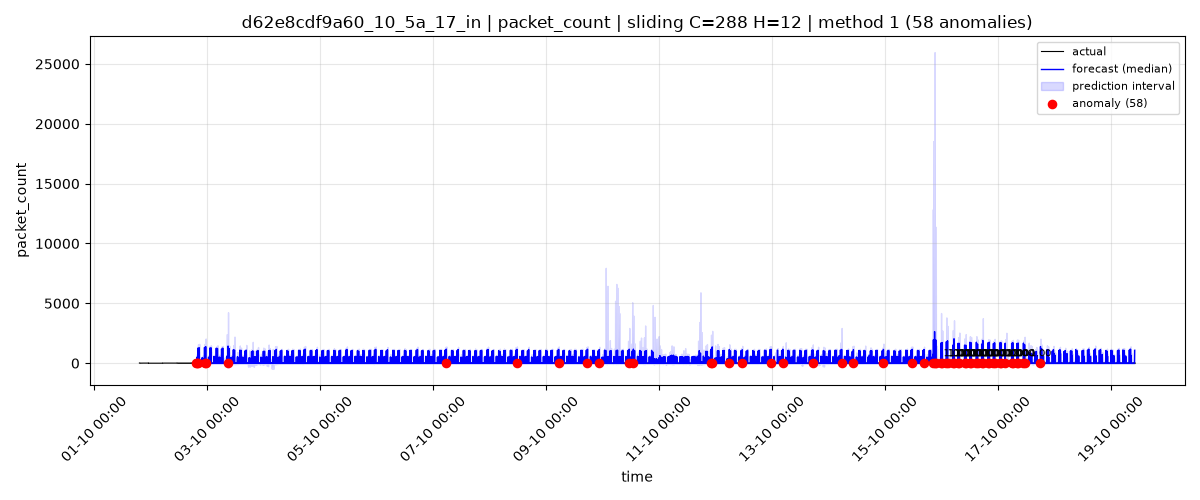 d62e8cdf9a60_10_5a_17_in | packet_count | sliding C=288 H=12 | method 1 (58 anomalies)
actual
forecast (median)
prediction interval
anomaly (58)
packet_count
25000
20000
15000
10000
5000
0
01-10 00:00
03-10 00:00
05-10 00:00
07-10 00:00
09-10 00:00
11-10 00:00
13-10 00:00
15-10 00:00
17-10 00:00
19-10 00:00
time